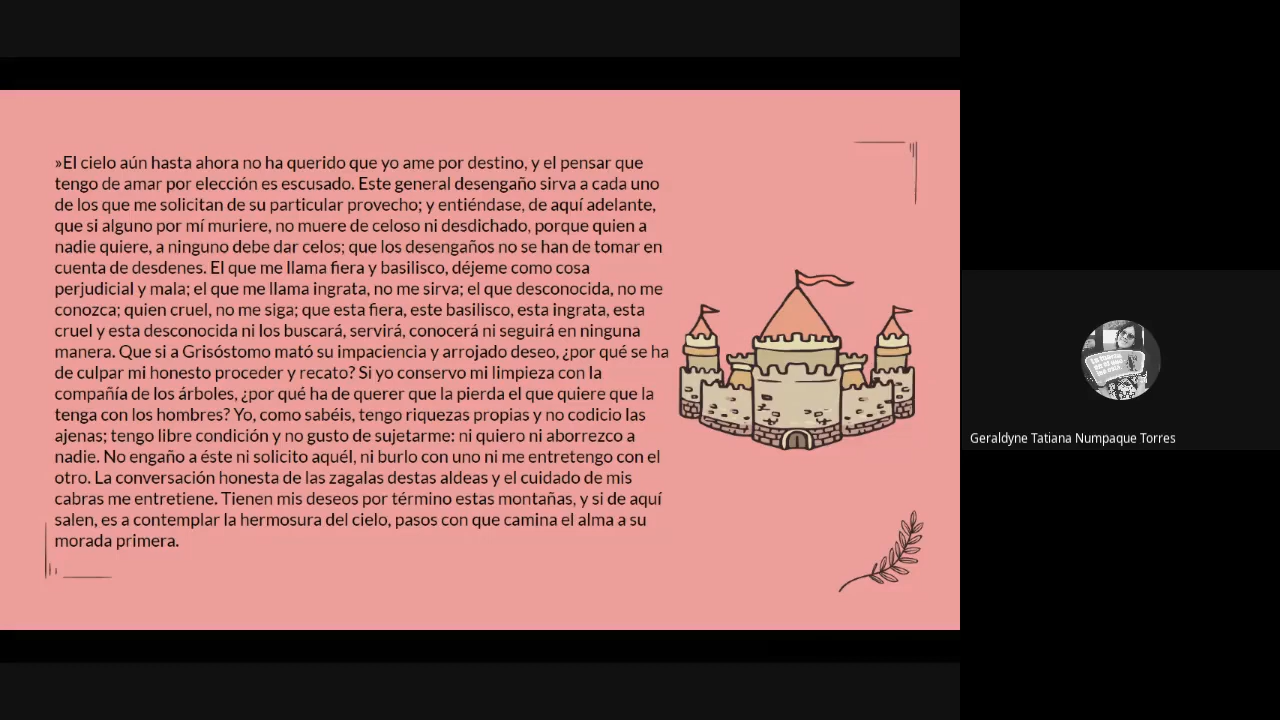 »El cielo aún hasta ahora no ha querido que yo ame por destino, y el pensar que
tengo de amar por elección es escusado. Este general desengaño sirva a cada uno
de los que me solicitan de su particular provecho; y entiéndase, de aquí adelante,
que si alguno por mí muriere, no muere de celoso ni desdichado, porque quien a
nadie quiere, a ninguno debe dar celos; que los desengaños no se han de tomar en
cuenta de desdenes. El que me llama fiera y basilisco, déjeme como cosa
perjudicial y mala; el que me llama ingrata, no me sirva; el que desconocida, no me
conozca; quien cruel, no me siga; que esta fiera, este basilisco, esta ingrata, esta
cruel y esta desconocida ni los buscará, servirá, conocerá ni seguirá en ninguna
manera. Que si a Grisóstomo mató su impaciencia y arrojado deseo, ¿por qué se ha
de culpar mi honesto proceder y recato? Si yo conservo mi limpieza con la
compañía de los árboles, ¿por qué ha de querer que la pierda el que quiere que la
tenga con los hombres? Yo, como sabéis, tengo riquezas propias y no codicio las
ajenas; tengo libre condición y no gusto de sujetarme: ni quiero ni aborrezco a
nadie. No engaño a éste ni solicito aquél, ni burlo con uno ni me entretengo con el
otro. La conversación honesta de las zagalas destas aldeas y el cuidado de mis
cabras me entretiene. Tienen mis deseos por término estas montañas, y si de aquí
salen, es a contemplar la hermosura del cielo, pasos con que camina el alma a su
morada primera.
Geraldyne Tatiana Numpaque Torres